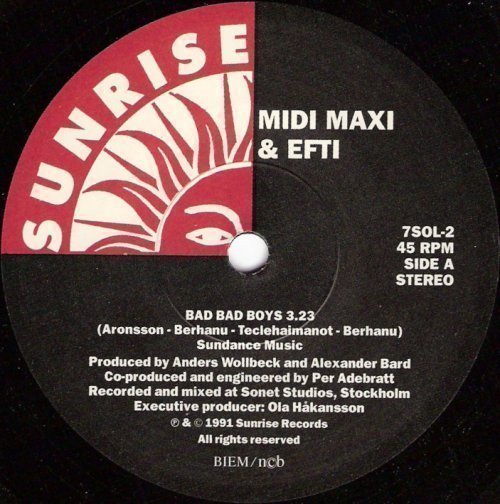 SUNRISE
MIDI MAXI
& EFTI
7SOL-2
45 RPM
SIDE A
STEREO
BAD BAD BOYS 3.23
(Aronsson - Berhanu - Teclehaimanot - Berhanu)
Sundance Music
Produced by Anders Wollbeck and Alexander Bard
Co-produced and engineered by Per Adebratt
Recorded and mixed at Sonet Studios, Stockholm
Executive producer: Ola Håkansson
℗ & © 1991 Sunrise Records
All rights reserved
BIEM/ncb